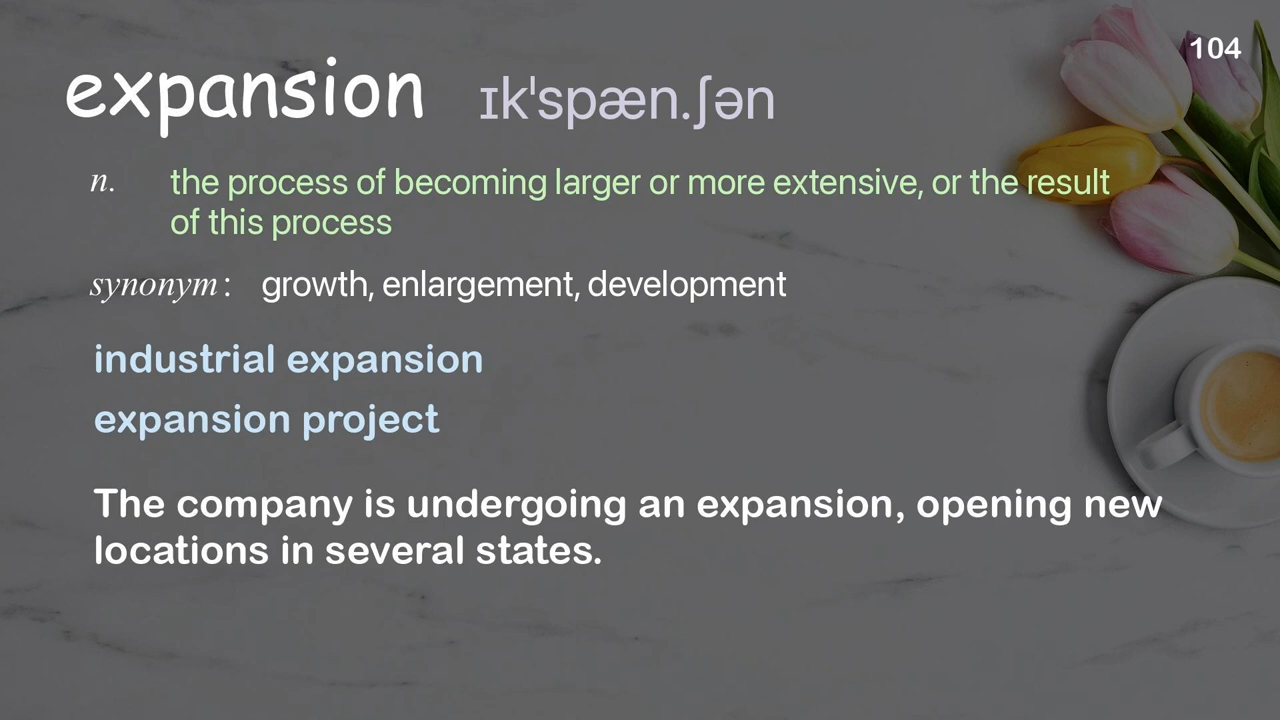 104
expansion ɪkˈspæn.ʃən
n. the process of becoming larger or more extensive, or the result
of this process
synonym : growth, enlargement, development
industrial expansion
expansion project
The company is undergoing an expansion, opening new
locations in several states.